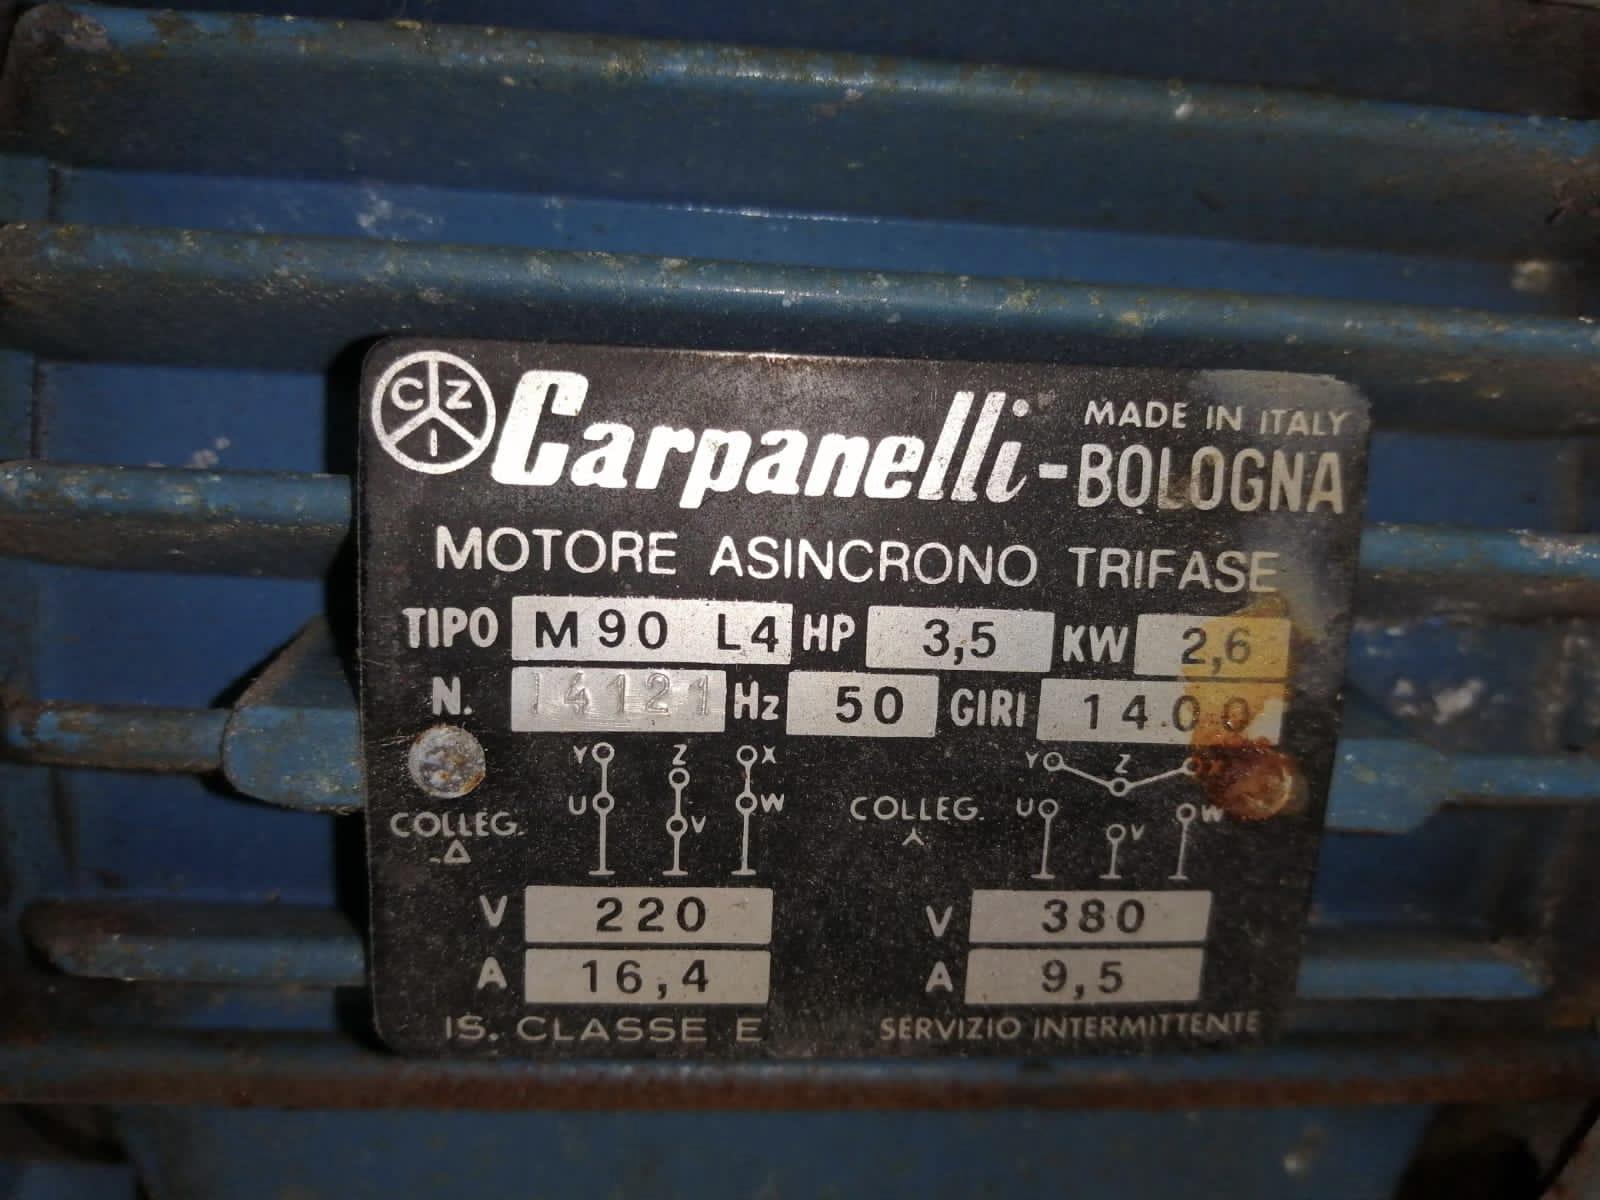 C Z I Carpanelli - BOLOGNA
MADE IN ITALY
MOTORE ASINCRONO TRIFASE
TIPO M90 L4 HP 3,5 KW 2,6
N. 14121 Hz 50 GIRI 1400
Y Z X Y Z
U V W U V W
COLLEG. Δ COLLEG. ⅄
V 220 V 380
A 16,4 A 9,5
IS. CLASSE E SERVIZIO INTERMITTENTE